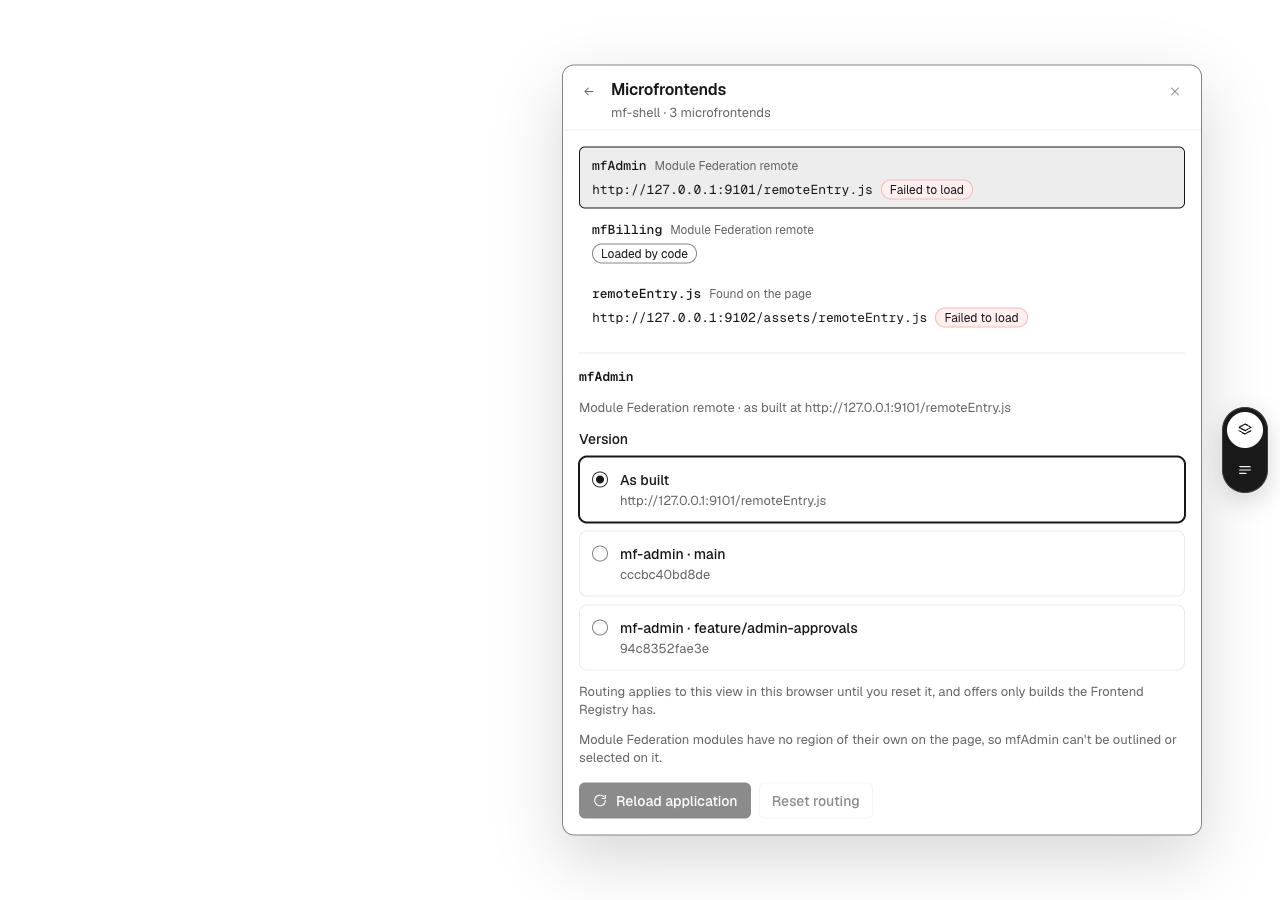 Microfrontends
mf-shell · 3 microfrontends
mfAdmin Module Federation remote
http://127.0.0.1:9101/remoteEntry.js Failed to load
mfBilling Module Federation remote
Loaded by code
remoteEntry.js Found on the page
http://127.0.0.1:9102/assets/remoteEntry.js Failed to load
mfAdmin
Module Federation remote · as built at http://127.0.0.1:9101/remoteEntry.js
Version
As built
http://127.0.0.1:9101/remoteEntry.js
mf-admin · main
cccbc40bd8de
mf-admin · feature/admin-approvals
94c8352fae3e
Routing applies to this view in this browser until you reset it, and offers only builds the Frontend
Registry has.
Module Federation modules have no region of their own on the page, so mfAdmin can't be outlined or
selected on it.
Reload application Reset routing